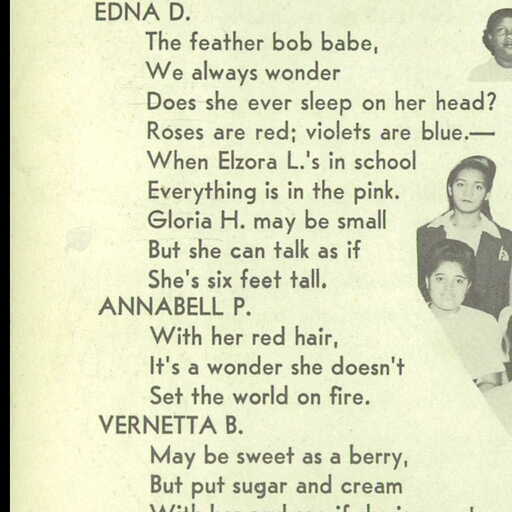 EDNA D.
The feather bob babe,
We always wonder
Does she ever sleep on her head?
Roses are red; violets are blue.—
When Elzora L.'s in school
Everything is in the pink.
Gloria H. may be small
But she can talk as if
She's six feet tall.
ANNABELL P.
With her red hair,
It's a wonder she doesn't
Set the world on fire.
VERNETTA B.
May be sweet as a berry,
But put sugar and cream